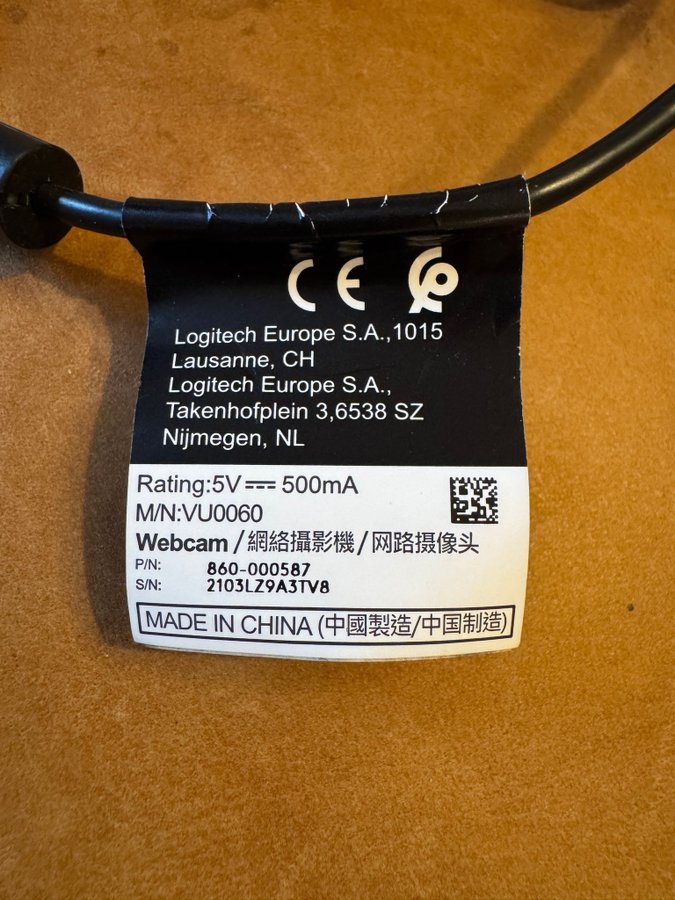 CE
Logitech Europe S.A.,1015
Lausanne, CH
Logitech Europe S.A.,
Takenhofplein 3,6538 SZ
Nijmegen, NL
Rating:5V⎓500mA
M/N:VU0060
Webcam/網絡攝影機/网路摄像头
P/N: 860-000587
S/N: 2103LZ9A3TV8
MADE IN CHINA (中國製造/中国制造)